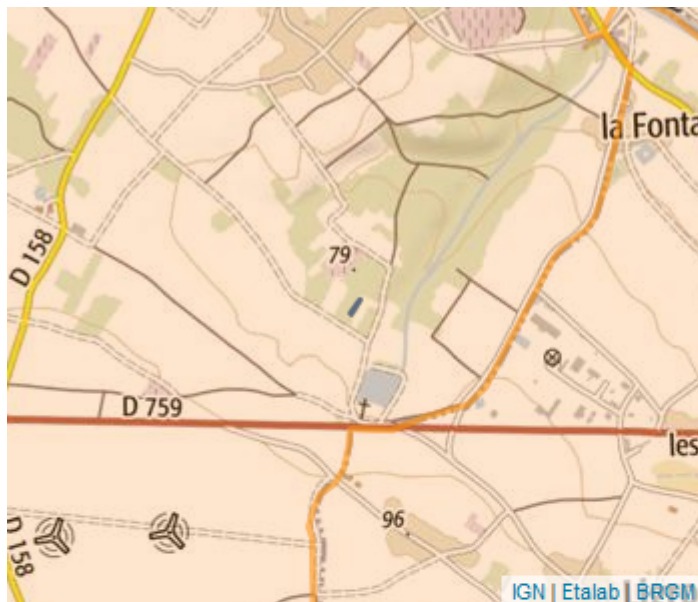 la Fonta
D 158
79
D 759
les
96
D 158
IGN | Etalab | BRGM